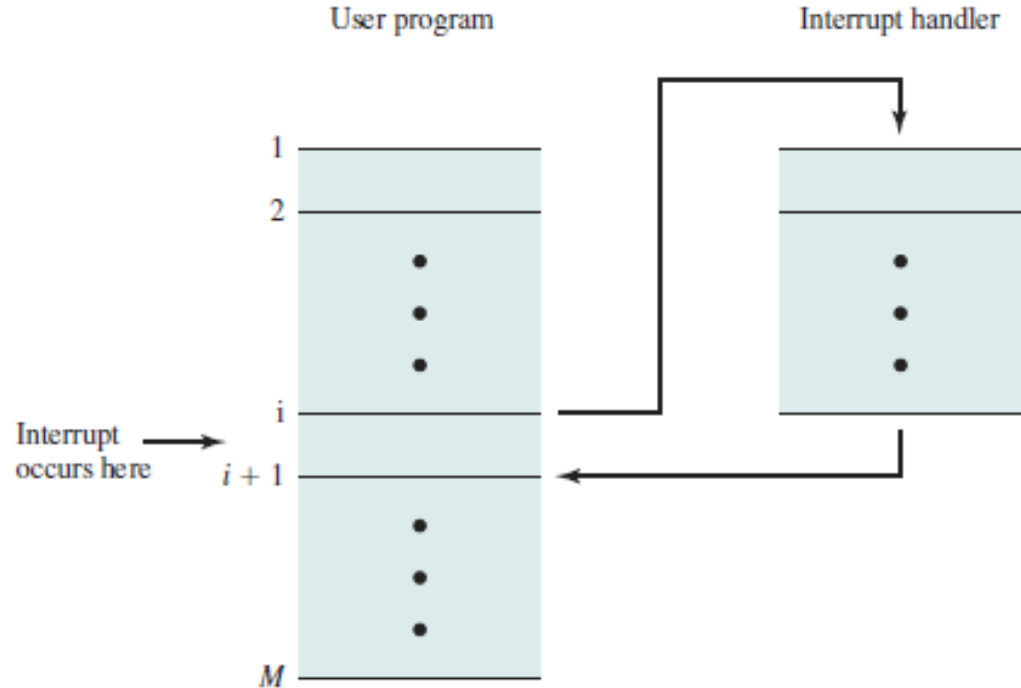 User program
Interrupt handler
1
2
i
Interrupt
occurs here
i + 1
M